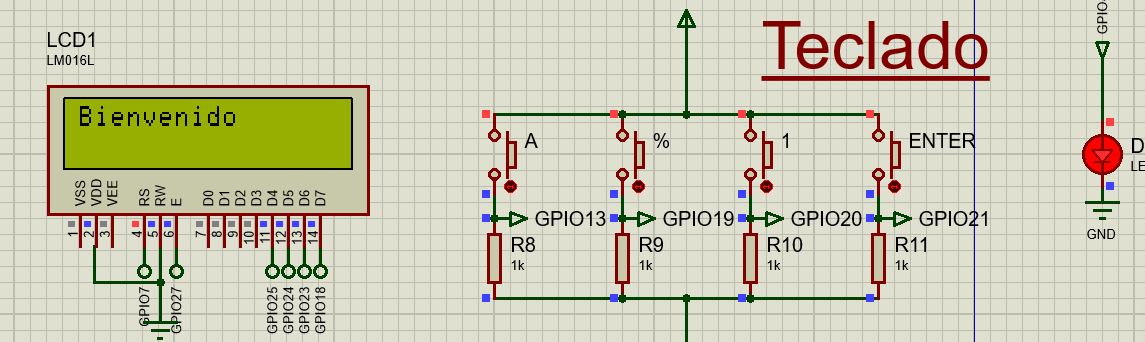 LCD1
LM016L
Bienvenido
VSS
VDD
VEE
RS
RW
E
D0
D1
D2
D3
D4
D5
D6
D7
1
2
3
4
5
6
7
8
9
10
11
12
13
14
GPIO7
GPIO27
GPIO25
GPIO24
GPIO23
GPIO18
Teclado
A
%
1
ENTER
GPIO13
GPIO19
GPIO20
GPIO21
R8
1k
R9
1k
R10
1k
R11
1k
GPIO
D
LE
GND